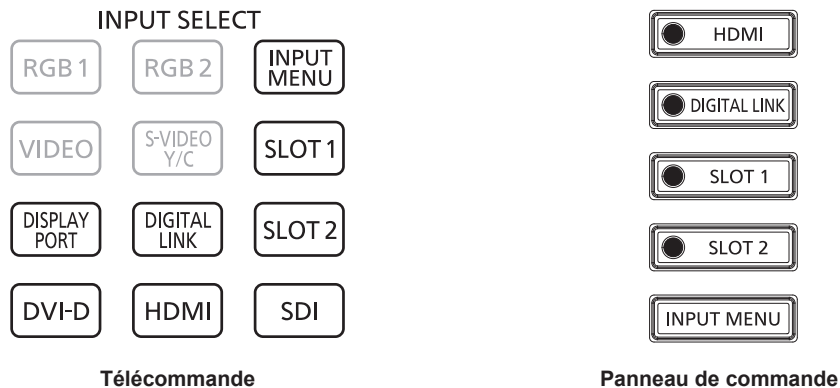 INPUT SELECT
RGB 1
RGB 2
INPUT
MENU
VIDEO
S-VIDEO
Y/C
SLOT 1
DISPLAY
PORT
DIGITAL
LINK
SLOT 2
DVI-D
HDMI
SDI
Télécommande
HDMI
DIGITAL LINK
SLOT 1
SLOT 2
INPUT MENU
Panneau de commande